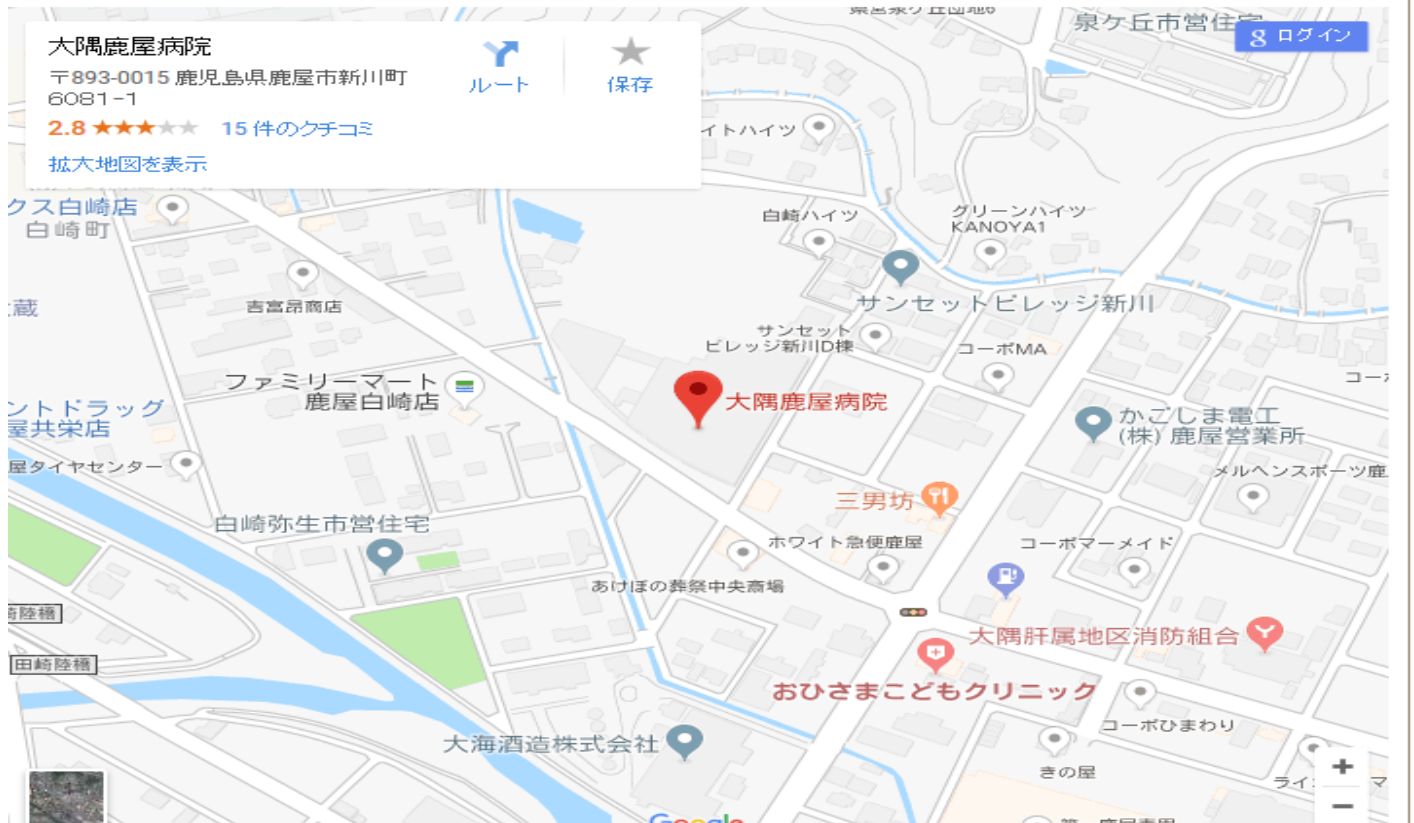 大隅鹿屋病院
〒893-0015 鹿児島県鹿屋市新川町
6081-1
2.8
15 件のクチコミ
拡大地図を表示
ルート
保存
泉ケ丘市営住宅
ログイン
イトハイツ
クス白崎店
白崎町
白崎ハイツ
グリーンハイツ
KANOYA1
蔵
吉富昂商店
サンセットビレッジ新川
サンセット
ビレッジ新川D棟
コーポMA
ファミリーマート
鹿屋白崎店
大隅鹿屋病院
ントドラッグ
屋共栄店
かごしま電工
(株) 鹿屋営業所
屋タイヤセンター
メルヘンスポーツ鹿
三男坊
白崎弥生市営住宅
ホワイト急便鹿屋
コーポマーメイド
あけぼの葬祭中央斎場
崎陸橋
大隅肝属地区消防組合
田崎陸橋
おひさまこどもクリニック
コーポひまわり
大海酒造株式会社
きの屋
ライ
マ
+
−
Google